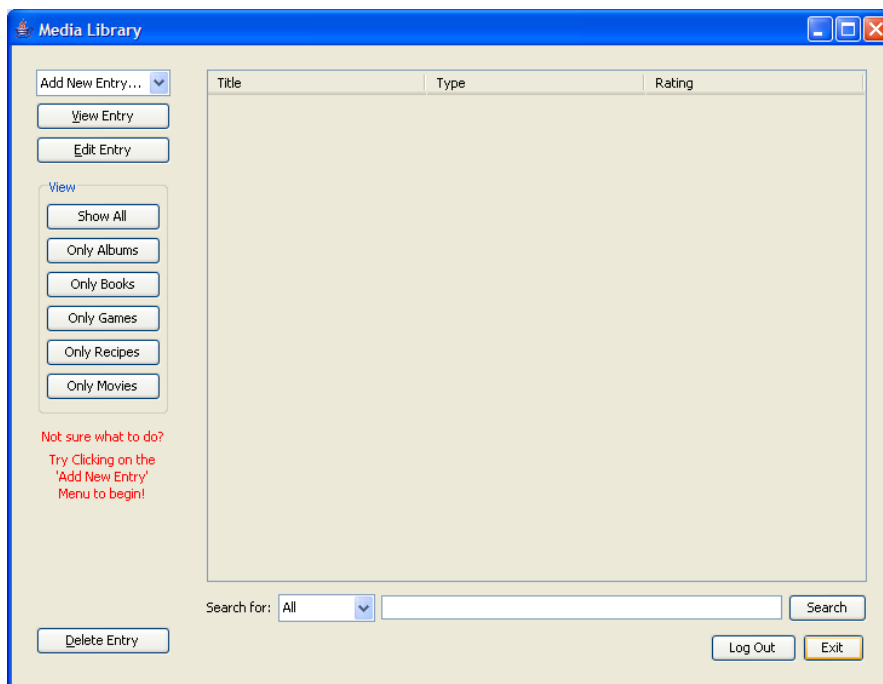 Media Library
Add New Entry...
Title Type Rating
View Entry
Edit Entry
View
Show All
Only Albums
Only Books
Only Games
Only Recipes
Only Movies
Not sure what to do?
Try Clicking on the
'Add New Entry'
Menu to begin!
Search for: All Search
Delete Entry
Log Out Exit